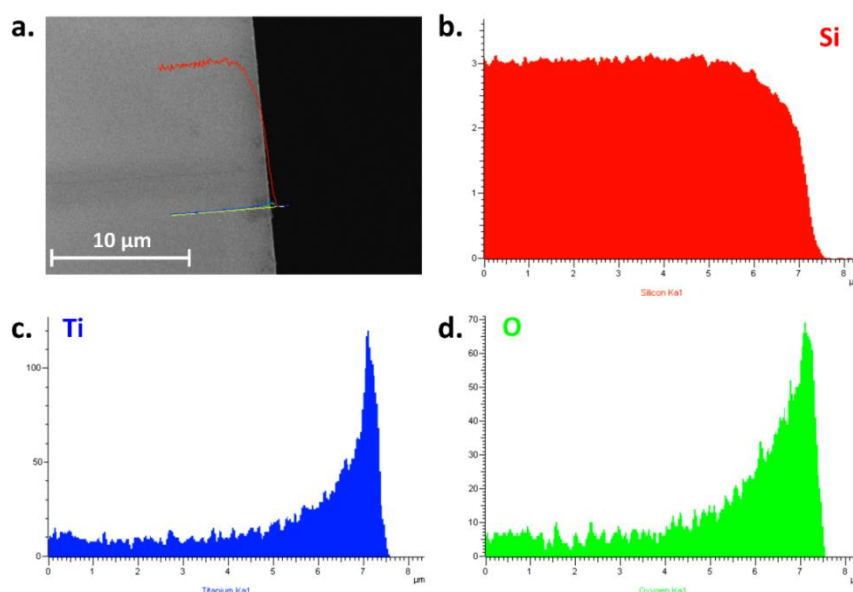 a.
10 µm
b.
Si
3
2
1
0
0 1 2 3 4 5 6 7 8
µ
Silicon Ka1
c.
Ti
100
50
0
0 1 2 3 4 5 6 7 8
µm
Titanium Ka1
d.
O
70
60
50
40
30
20
10
0
0 1 2 3 4 5 6 7 8
µm
Oxygen Ka1